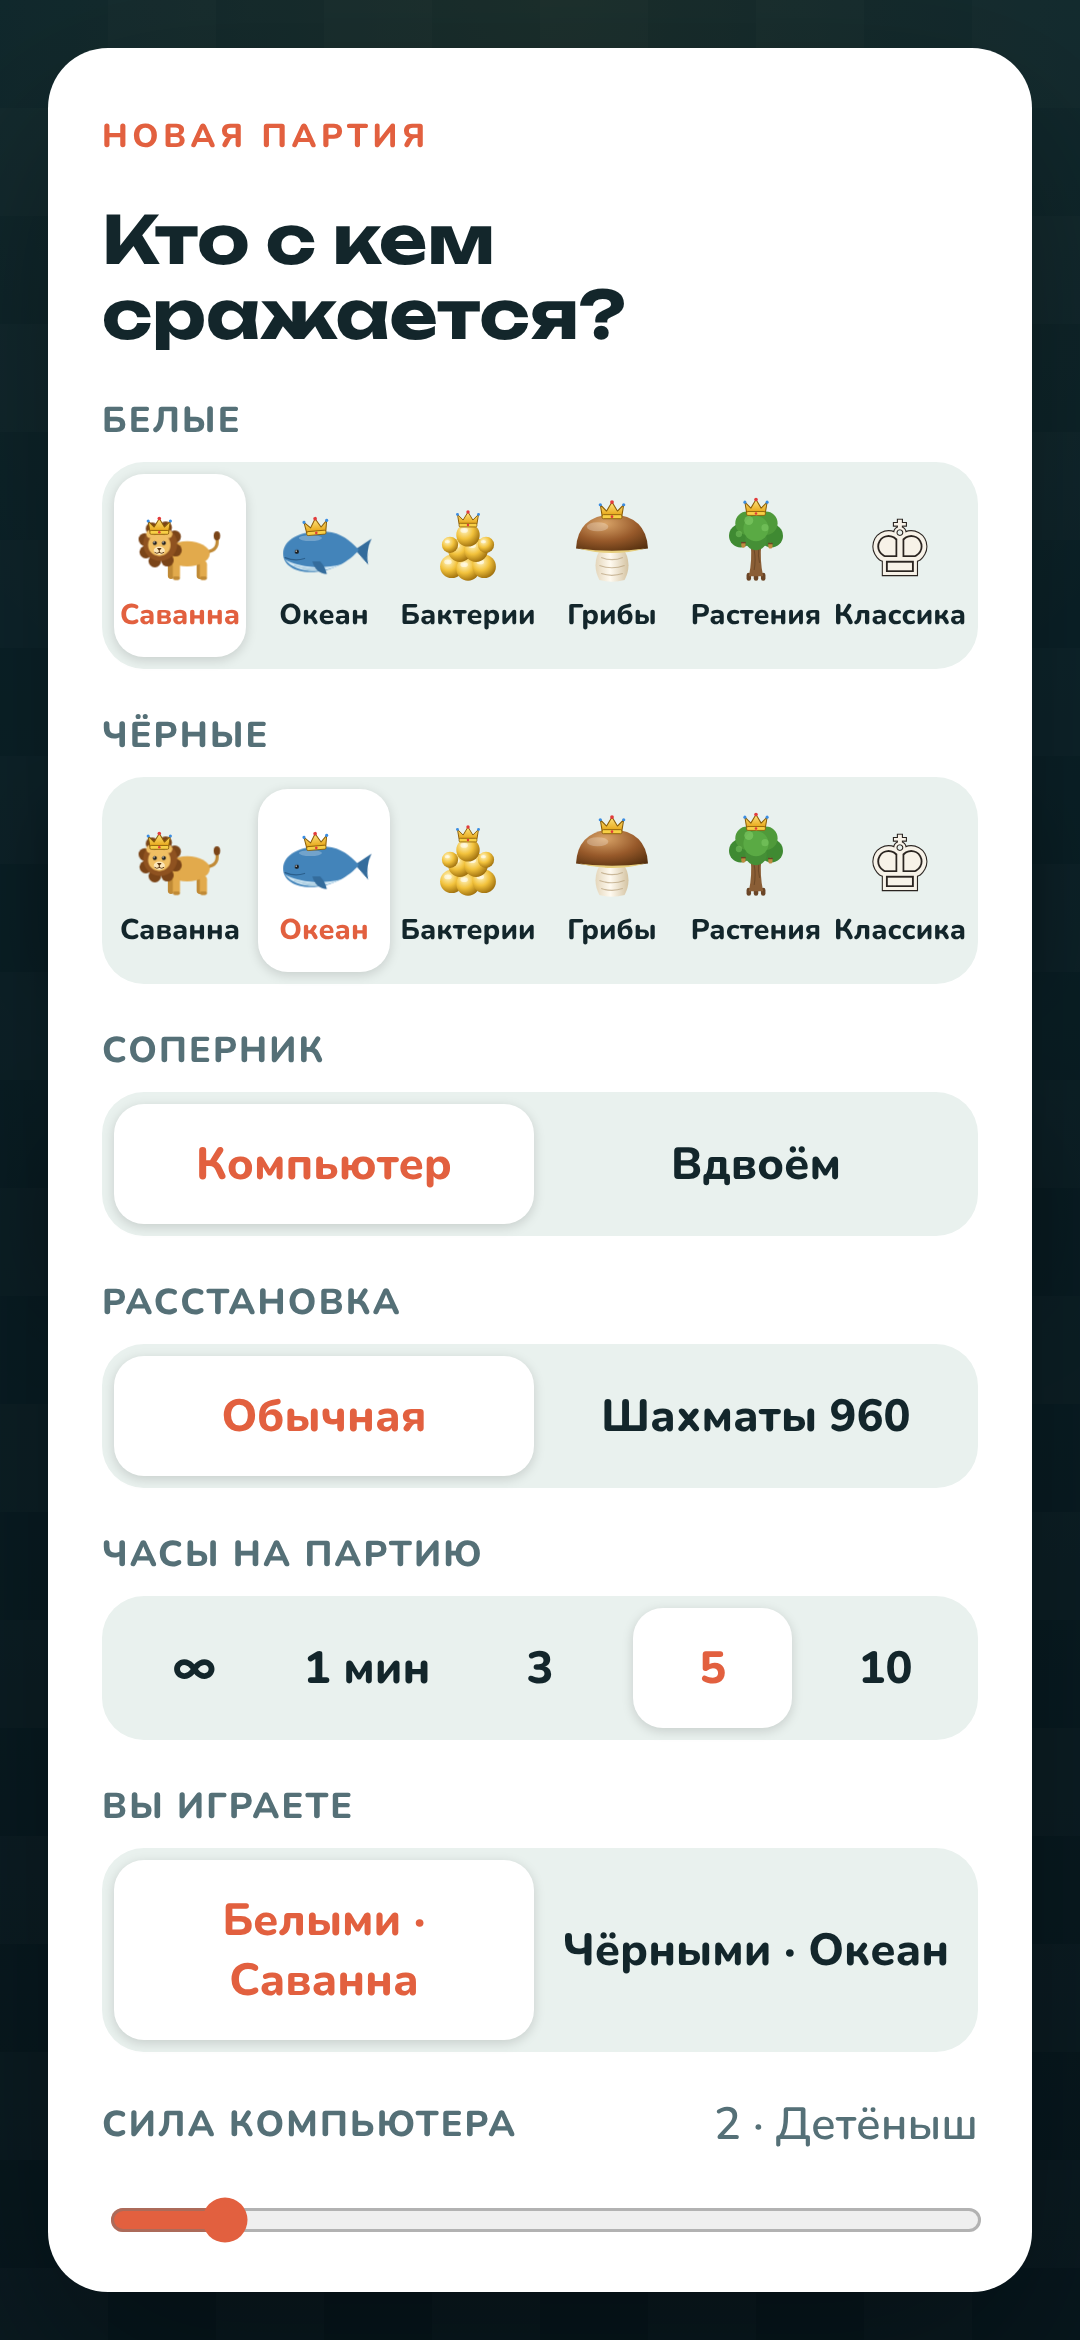 НОВАЯ ПАРТИЯ
Кто с кем
сражается?
БЕЛЫЕ
Саванна Океан Бактерии Грибы Растения Классика
ЧЁРНЫЕ
Саванна Океан Бактерии Грибы Растения Классика
СОПЕРНИК
Компьютер Вдвоём
РАССТАНОВКА
Обычная Шахматы 960
ЧАСЫ НА ПАРТИЮ
∞ 1 мин 3 5 10
ВЫ ИГРАЕТЕ
Белыми ·
Саванна
Чёрными · Океан
СИЛА КОМПЬЮТЕРА 2 · Детёныш